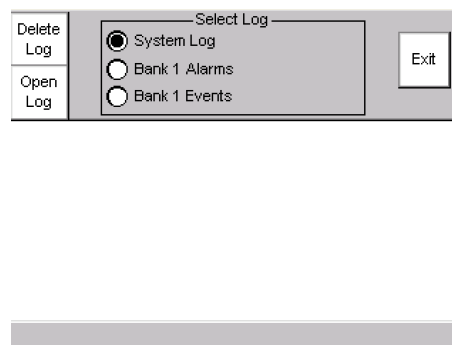 Delete
Log
Open
Log
Select Log
System Log
Bank 1 Alarms
Bank 1 Events
Exit